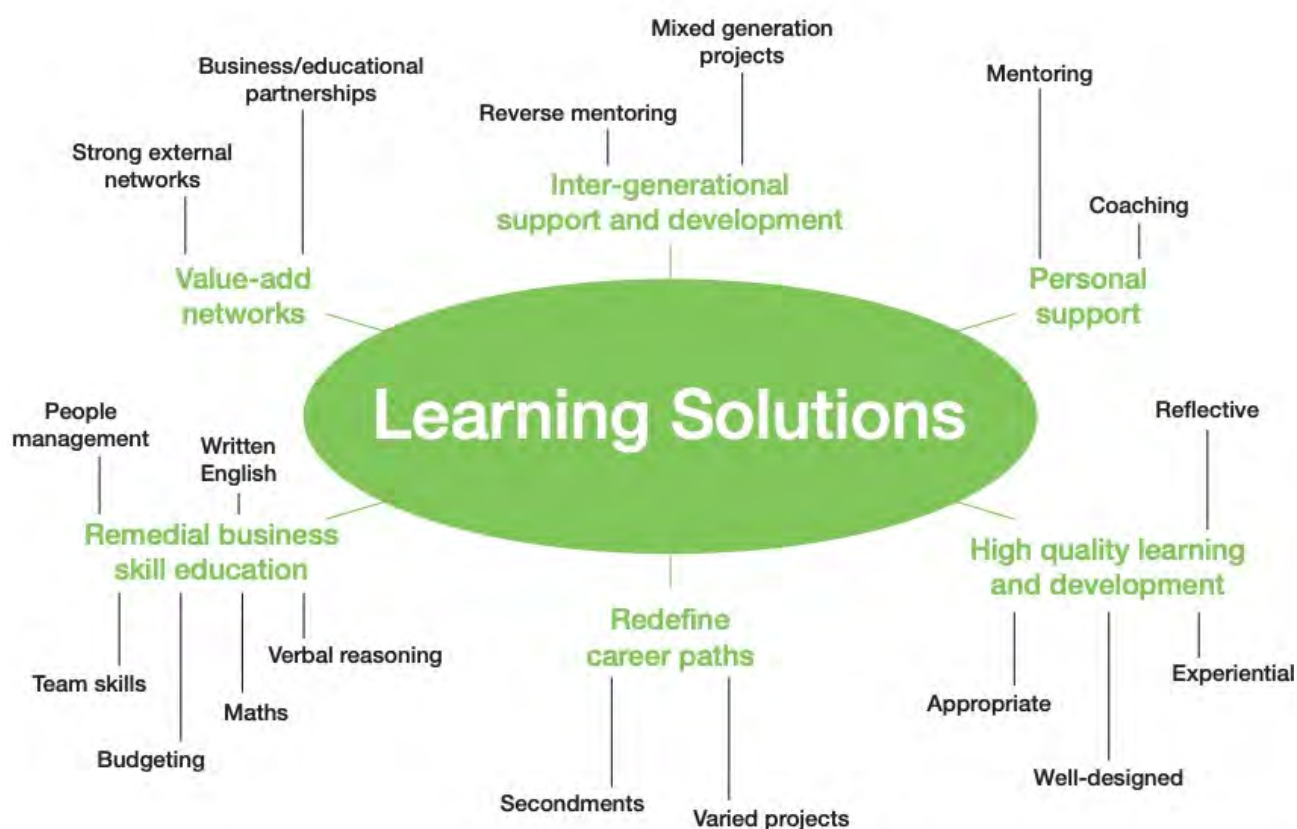 Mixed generation
projects
Business/educational
partnerships
Mentoring
Reverse mentoring
Strong external
networks
Inter-generational
support and development
Coaching
Value-add
networks
Personal
support
Learning Solutions
People
management
Reflective
Written
English
Remedial business
skill education
High quality learning
and development
Redefine
career paths
Verbal reasoning
Team skills
Experiential
Appropriate
Maths
Budgeting
Well-designed
Secondments
Varied projects